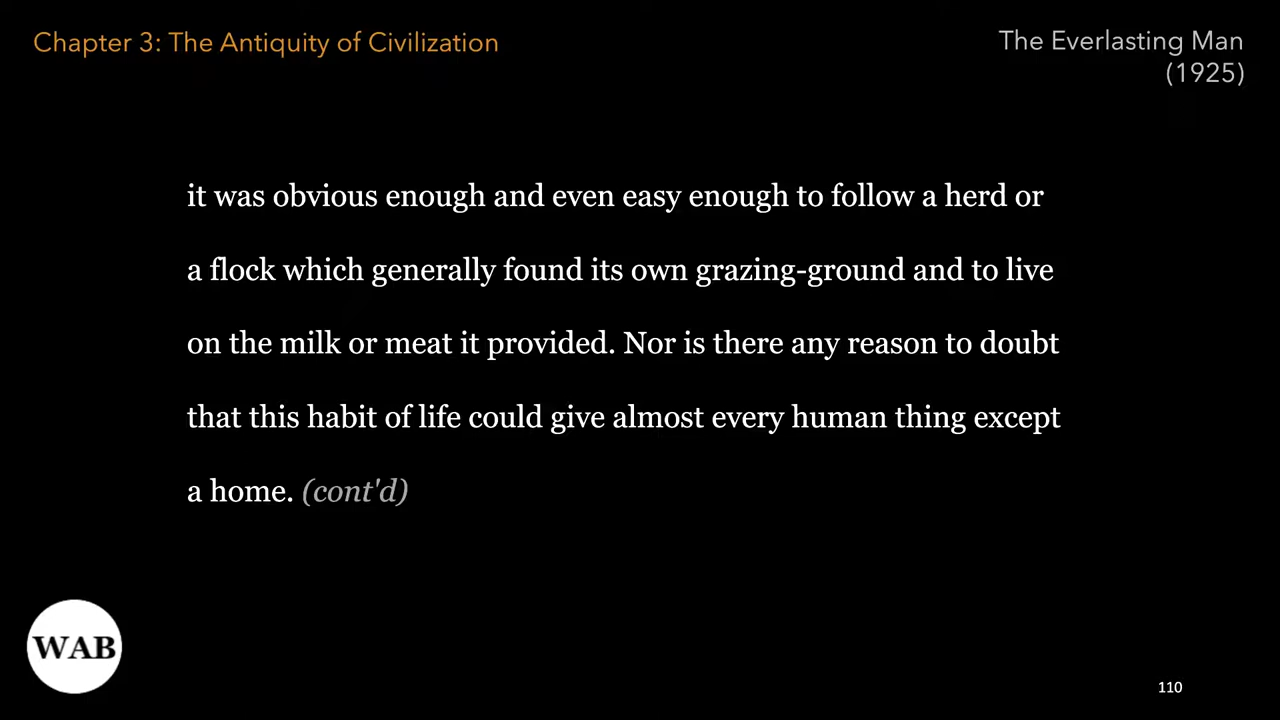 Chapter 3: The Antiquity of Civilization
The Everlasting Man
(1925)
it was obvious enough and even easy enough to follow a herd or
a flock which generally found its own grazing-ground and to live
on the milk or meat it provided. Nor is there any reason to doubt
that this habit of life could give almost every human thing except
a home. (cont'd)
WAB
110